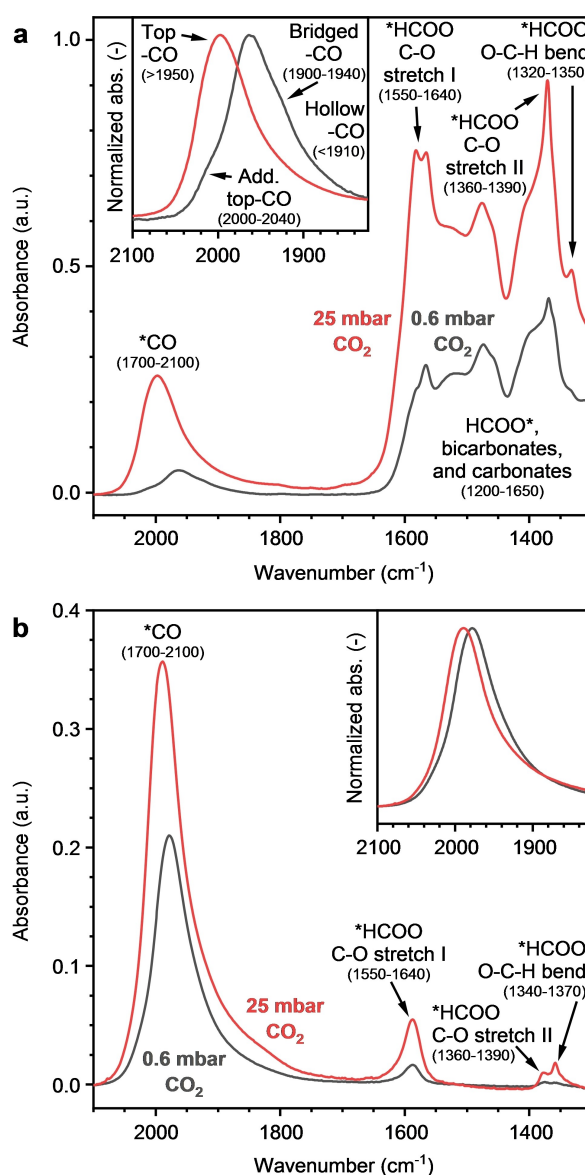 a
Absorbance (a.u.)
1.0
0.5
0.0
Normalized abs. (-)
Top
-CO
(>1950)
Bridged
-CO
(1900-1940)
Hollow
-CO
(<1910)
Add.
top-CO
(2000-2040)
2100
2000
1900
*HCOO
C-O
stretch I
(1550-1640)
*HCOO
O-C-H bend
(1320-1350)
*HCOO
C-O
stretch II
(1360-1390)
25 mbar
CO2
0.6 mbar
CO2
*CO
(1700-2100)
HCOO*,
bicarbonates,
and carbonates
(1200-1650)
2000
1800
1600
1400
Wavenumber (cm-1)
b
Absorbance (a.u.)
0.4
0.3
0.2
0.1
0.0
*CO
(1700-2100)
Normalized abs. (-)
2100
2000
1900
*HCOO
C-O stretch I
(1550-1640)
*HCOO
O-C-H bend
(1340-1370)
*HCOO
C-O stretch II
(1360-1390)
25 mbar
CO2
0.6 mbar
CO2
2000
1800
1600
1400
Wavenumber (cm-1)